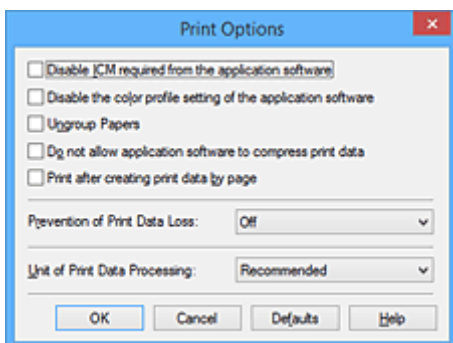 Print Options
Disable ICM required from the application software
Disable the color profile setting of the application software
Ungroup Papers
Do not allow application software to compress print data
Print after creating print data by page
Prevention of Print Data Loss: Off
Unit of Print Data Processing: Recommended
OK Cancel Defaults Help